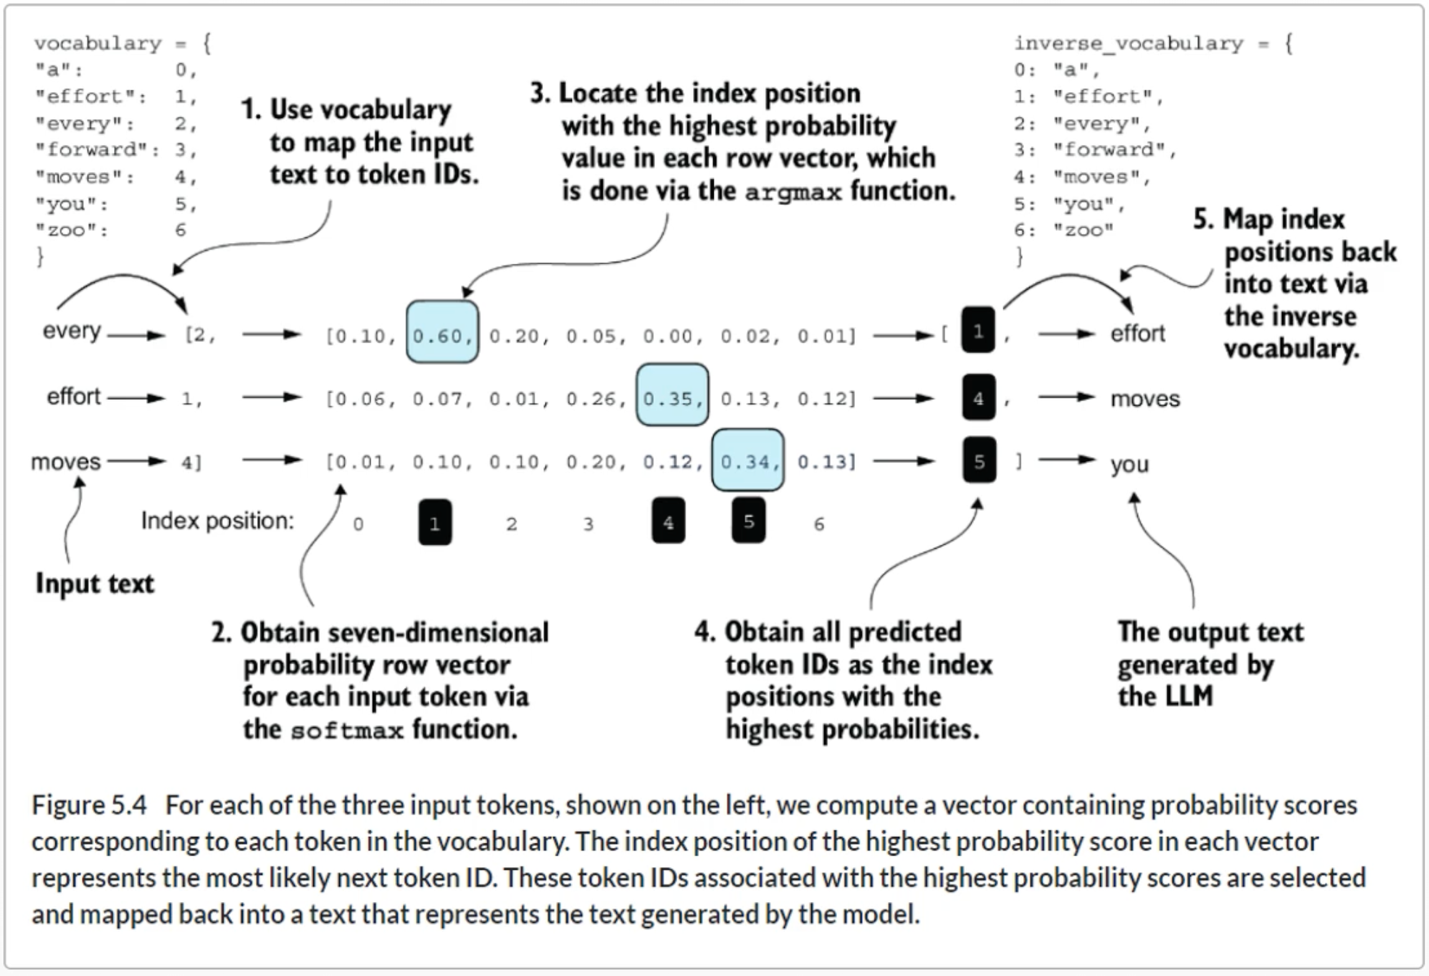 vocabulary = {
"a": 0,
"effort": 1,
"every": 2,
"forward": 3,
"moves": 4,
"you": 5,
"zoo": 6
}
1. Use vocabulary
to map the input
text to token IDs.
3. Locate the index position
with the highest probability
value in each row vector, which
is done via the argmax function.
inverse_vocabulary = {
0: "a",
1: "effort",
2: "every",
3: "forward",
4: "moves",
5: "you",
6: "zoo"
}
5. Map index
positions back
into text via
the inverse
vocabulary.
every [2, [0.10, 0.60, 0.20, 0.05, 0.00, 0.02, 0.01] [ 1 , effort
effort 1, [0.06, 0.07, 0.01, 0.26, 0.35, 0.13, 0.12] 4 , moves
moves 4] [0.01, 0.10, 0.10, 0.20, 0.12, 0.34, 0.13] 5 ] you
Index position: 0 1 2 3 4 5 6
Input text
2. Obtain seven-dimensional
probability row vector
for each input token via
the softmax function.
4. Obtain all predicted
token IDs as the index
positions with the
highest probabilities.
The output text
generated by
the LLM
Figure 5.4 For each of the three input tokens, shown on the left, we compute a vector containing probability scores
corresponding to each token in the vocabulary. The index position of the highest probability score in each vector
represents the most likely next token ID. These token IDs associated with the highest probability scores are selected
and mapped back into a text that represents the text generated by the model.